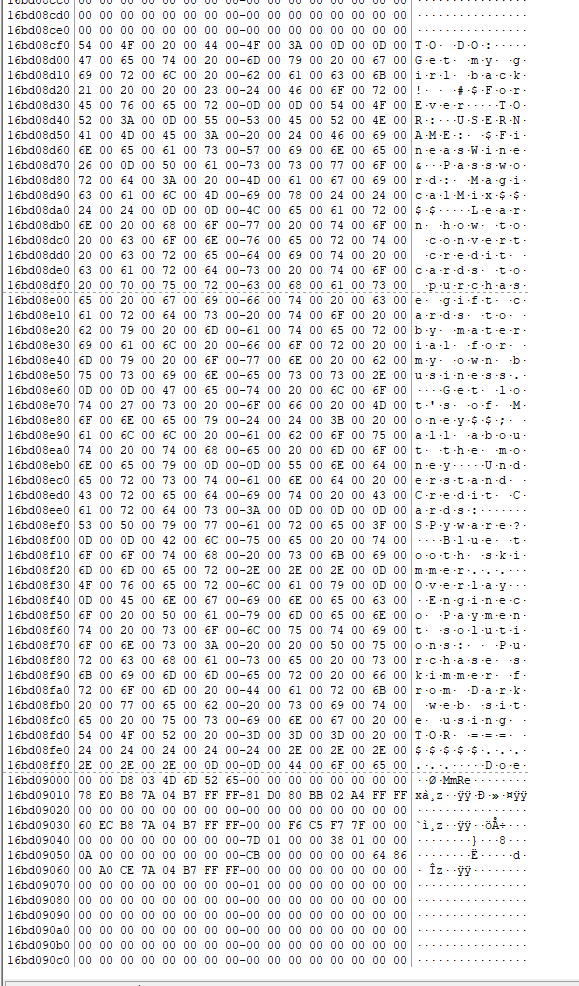 16bd08cc0 00 00 00 00 00 00 00 00-00 00 00 00 00 00 00 00 ················
16bd08cd0 00 00 00 00 00 00 00 00-00 00 00 00 00 00 00 00 ················
16bd08ce0 00 00 00 00 00 00 00 00-00 00 00 00 00 00 00 00 ················
16bd08cf0 54 00 4F 00 20 00 44 00-4F 00 3A 00 0D 00 0D 00 T·O· ·D·O·:·····
16bd08d00 47 00 65 00 74 00 20 00-6D 00 79 00 20 00 67 00 G·e·t· ·m·y· ·g·
16bd08d10 69 00 72 00 6C 00 20 00-62 00 61 00 63 00 6B 00 i·r·l· ·b·a·c·k·
16bd08d20 21 00 20 00 20 00 23 00-24 00 46 00 6F 00 72 00 !· · ·#·$·F·o·r·
16bd08d30 45 00 76 00 65 00 72 00-0D 00 0D 00 54 00 4F 00 E·v·e·r·····T·O·
16bd08d40 52 00 3A 00 0D 00 55 00-53 00 45 00 52 00 4E 00 R·:···U·S·E·R·N·
16bd08d50 41 00 4D 00 45 00 3A 00-20 00 24 00 46 00 69 00 A·M·E·:· ·$·F·i·
16bd08d60 6E 00 65 00 61 00 73 00-57 00 69 00 6E 00 65 00 n·e·a·s·W·i·n·e·
16bd08d70 26 00 0D 00 50 00 61 00-73 00 73 00 77 00 6F 00 &···P·a·s·s·w·o·
16bd08d80 72 00 64 00 3A 00 20 00-4D 00 61 00 67 00 69 00 r·d·:· ·M·a·g·i·
16bd08d90 63 00 61 00 6C 00 4D 00-69 00 78 00 24 00 24 00 c·a·l·M·i·x·$·$·
16bd08da0 24 00 24 00 0D 00 0D 00-4C 00 65 00 61 00 72 00 $·$·····L·e·a·r·
16bd08db0 6E 00 20 00 68 00 6F 00-77 00 20 00 74 00 6F 00 n· ·h·o·w· ·t·o·
16bd08dc0 20 00 63 00 6F 00 6E 00-76 00 65 00 72 00 74 00  ·c·o·n·v·e·r·t·
16bd08dd0 20 00 63 00 72 00 65 00-64 00 69 00 74 00 20 00  ·c·r·e·d·i·t· ·
16bd08de0 63 00 61 00 72 00 64 00-73 00 20 00 74 00 6F 00 c·a·r·d·s· ·t·o·
16bd08df0 20 00 70 00 75 00 72 00-63 00 68 00 61 00 73 00  ·p·u·r·c·h·a·s·
16bd08e00 65 00 20 00 67 00 69 00-66 00 74 00 20 00 63 00 e· ·g·i·f·t· ·c·
16bd08e10 61 00 72 00 64 00 73 00-20 00 74 00 6F 00 20 00 a·r·d·s· ·t·o· ·
16bd08e20 62 00 79 00 20 00 6D 00-61 00 74 00 65 00 72 00 b·y· ·m·a·t·e·r·
16bd08e30 69 00 61 00 6C 00 20 00-66 00 6F 00 72 00 20 00 i·a·l· ·f·o·r· ·
16bd08e40 6D 00 79 00 20 00 6F 00-77 00 6E 00 20 00 62 00 m·y· ·o·w·n· ·b·
16bd08e50 75 00 73 00 69 00 6E 00-65 00 73 00 73 00 2E 00 u·s·i·n·e·s·s·.·
16bd08e60 0D 00 0D 00 47 00 65 00-74 00 20 00 6C 00 6F 00 ····G·e·t· ·l·o·
16bd08e70 74 00 27 00 73 00 20 00-6F 00 66 00 20 00 4D 00 t·'·s· ·o·f· ·M·
16bd08e80 6F 00 6E 00 65 00 79 00-24 00 24 00 3B 00 20 00 o·n·e·y·$·$·;· ·
16bd08e90 61 00 6C 00 6C 00 20 00-61 00 62 00 6F 00 75 00 a·l·l· ·a·b·o·u·
16bd08ea0 74 00 20 00 74 00 68 00-65 00 20 00 6D 00 6F 00 t· ·t·h·e· ·m·o·
16bd08eb0 6E 00 65 00 79 00 0D 00-0D 00 55 00 6E 00 64 00 n·e·y·····U·n·d·
16bd08ec0 65 00 72 00 73 00 74 00-61 00 6E 00 64 00 20 00 e·r·s·t·a·n·d· ·
16bd08ed0 43 00 72 00 65 00 64 00-69 00 74 00 20 00 43 00 C·r·e·d·i·t· ·C·
16bd08ee0 61 00 72 00 64 00 73 00-3A 00 0D 00 0D 00 0D 00 a·r·d·s·:·······
16bd08ef0 53 00 50 00 79 00 77 00-61 00 72 00 65 00 3F 00 S·P·y·w·a·r·e·?·
16bd08f00 0D 00 0D 00 42 00 6C 00-75 00 65 00 20 00 74 00 ····B·l·u·e· ·t·
16bd08f10 6F 00 6F 00 74 00 68 00-20 00 73 00 6B 00 69 00 o·o·t·h· ·s·k·i·
16bd08f20 6D 00 6D 00 65 00 72 00-2E 00 2E 00 2E 00 0D 00 m·m·e·r·.·.·.···
16bd08f30 4F 00 76 00 65 00 72 00-6C 00 61 00 79 00 0D 00 O·v·e·r·l·a·y···
16bd08f40 0D 00 45 00 6E 00 67 00-69 00 6E 00 65 00 63 00 ··E·n·g·i·n·e·c·
16bd08f50 6F 00 20 00 50 00 61 00-79 00 6D 00 65 00 6E 00 o· ·P·a·y·m·e·n·
16bd08f60 74 00 20 00 73 00 6F 00-6C 00 75 00 74 00 69 00 t· ·s·o·l·u·t·i·
16bd08f70 6F 00 6E 00 73 00 3A 00-20 00 20 00 50 00 75 00 o·n·s·:· · ·P·u·
16bd08f80 72 00 63 00 68 00 61 00-73 00 65 00 20 00 73 00 r·c·h·a·s·e· ·s·
16bd08f90 6B 00 69 00 6D 00 6D 00-65 00 72 00 20 00 66 00 k·i·m·m·e·r· ·f·
16bd08fa0 72 00 6F 00 6D 00 20 00-44 00 61 00 72 00 6B 00 r·o·m· ·D·a·r·k·
16bd08fb0 20 00 77 00 65 00 62 00-20 00 73 00 69 00 74 00  ·w·e·b· ·s·i·t·
16bd08fc0 65 00 20 00 75 00 73 00-69 00 6E 00 67 00 20 00 e· ·u·s·i·n·g· ·
16bd08fd0 54 00 4F 00 52 00 20 00-3D 00 3D 00 3D 00 20 00 T·O·R· ·=·=·=· ·
16bd08fe0 24 00 24 00 24 00 24 00-24 00 2E 00 2E 00 2E 00 $·$·$·$·$·.·.·.·
16bd08ff0 2E 00 2E 00 2E 00 0D 00-0D 00 44 00 6F 00 65 00 .·.·.·····D·o·e·
16bd09000 00 00 D8 03 4D 6D 52 65-00 00 00 00 00 00 00 00 ··Ø·MmRe········
16bd09010 78 E0 B8 7A 04 B7 FF FF-81 D0 80 BB 02 A4 FF FF xà¸z·· ÿÿ·Ð·»·¤ÿÿ
16bd09020 00 00 00 00 00 00 00 00-00 00 00 00 00 00 00 00 ················
16bd09030 60 EC B8 7A 04 B7 FF FF-00 00 F6 C5 F7 7F 00 00 `ì¸z··ÿÿ··öÅ÷···
16bd09040 00 00 00 00 00 00 00 00-7D 01 00 00 38 01 00 00 ········}···8···
16bd09050 0A 00 00 00 00 00 00 00-CB 00 00 00 00 00 64 86 ········Ë·····d·
16bd09060 00 A0 CE 7A 04 B7 FF FF-00 00 00 00 00 00 00 00 · Îz··ÿÿ········
16bd09070 00 00 00 00 00 00 00 00-01 00 00 00 00 00 00 00 ················
16bd09080 00 00 00 00 00 00 00 00-00 00 00 00 00 00 00 00 ················
16bd09090 00 00 00 00 00 00 00 00-00 00 00 00 00 00 00 00 ················
16bd090a0 00 00 00 00 00 00 00 00-00 00 00 00 00 00 00 00 ················
16bd090b0 00 00 00 00 00 00 00 00-00 00 00 00 00 00 00 00 ················
16bd090c0 00 00 00 00 00 00 00 00-00 00 00 00 00 00 00 00 ················